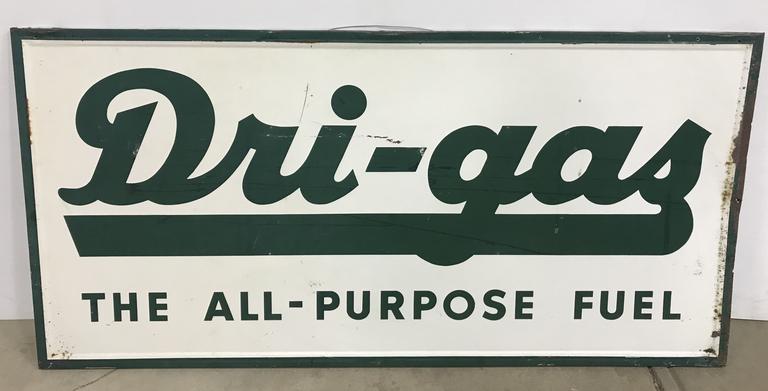 Dri-gas
THE ALL-PURPOSE FUEL